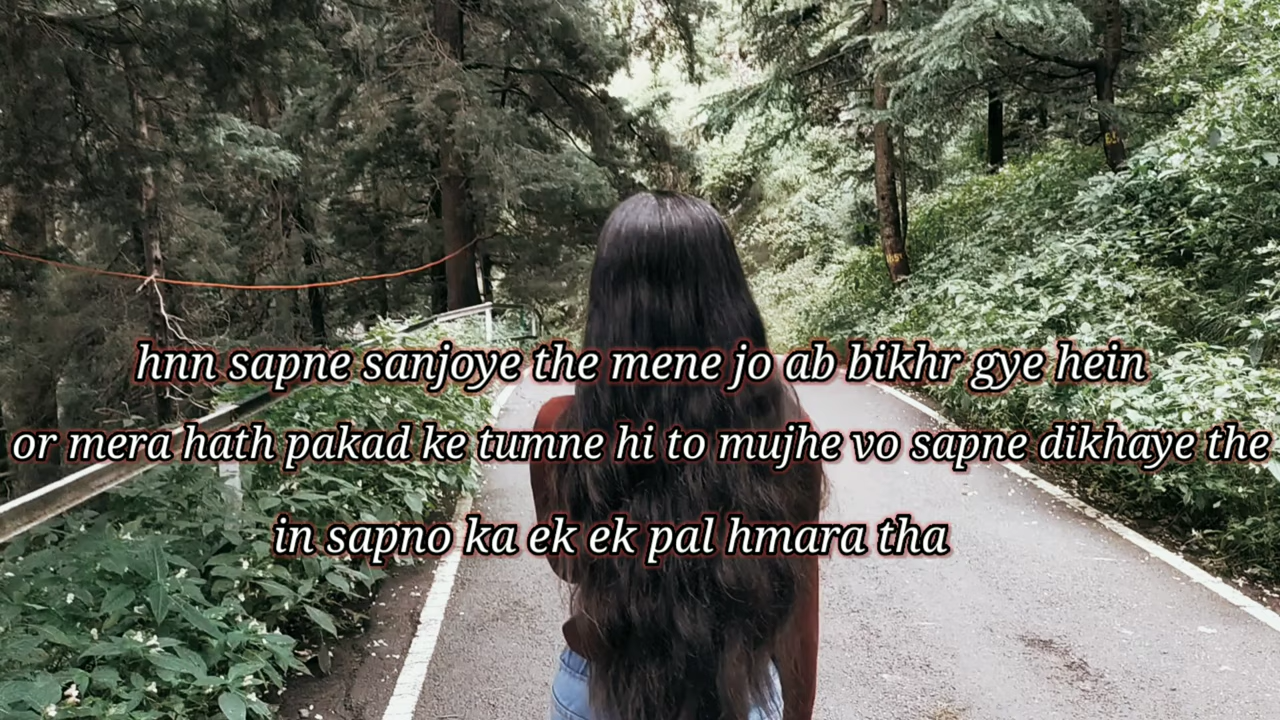 hnn sapne sanjoye the mene jo ab bikhr gye hein
or mera hath pakad ke tumne hi to mujhe vo sapne dikhaye the
in sapno ka ek ek pal hmara tha